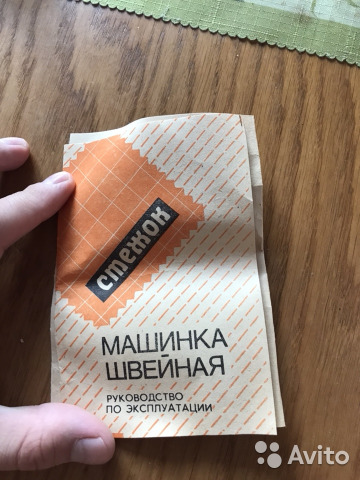 стежок
МАШИНКА
ШВЕЙНАЯ
РУКОВОДСТВО
ПО ЭКСПЛУАТАЦИИ
Avito